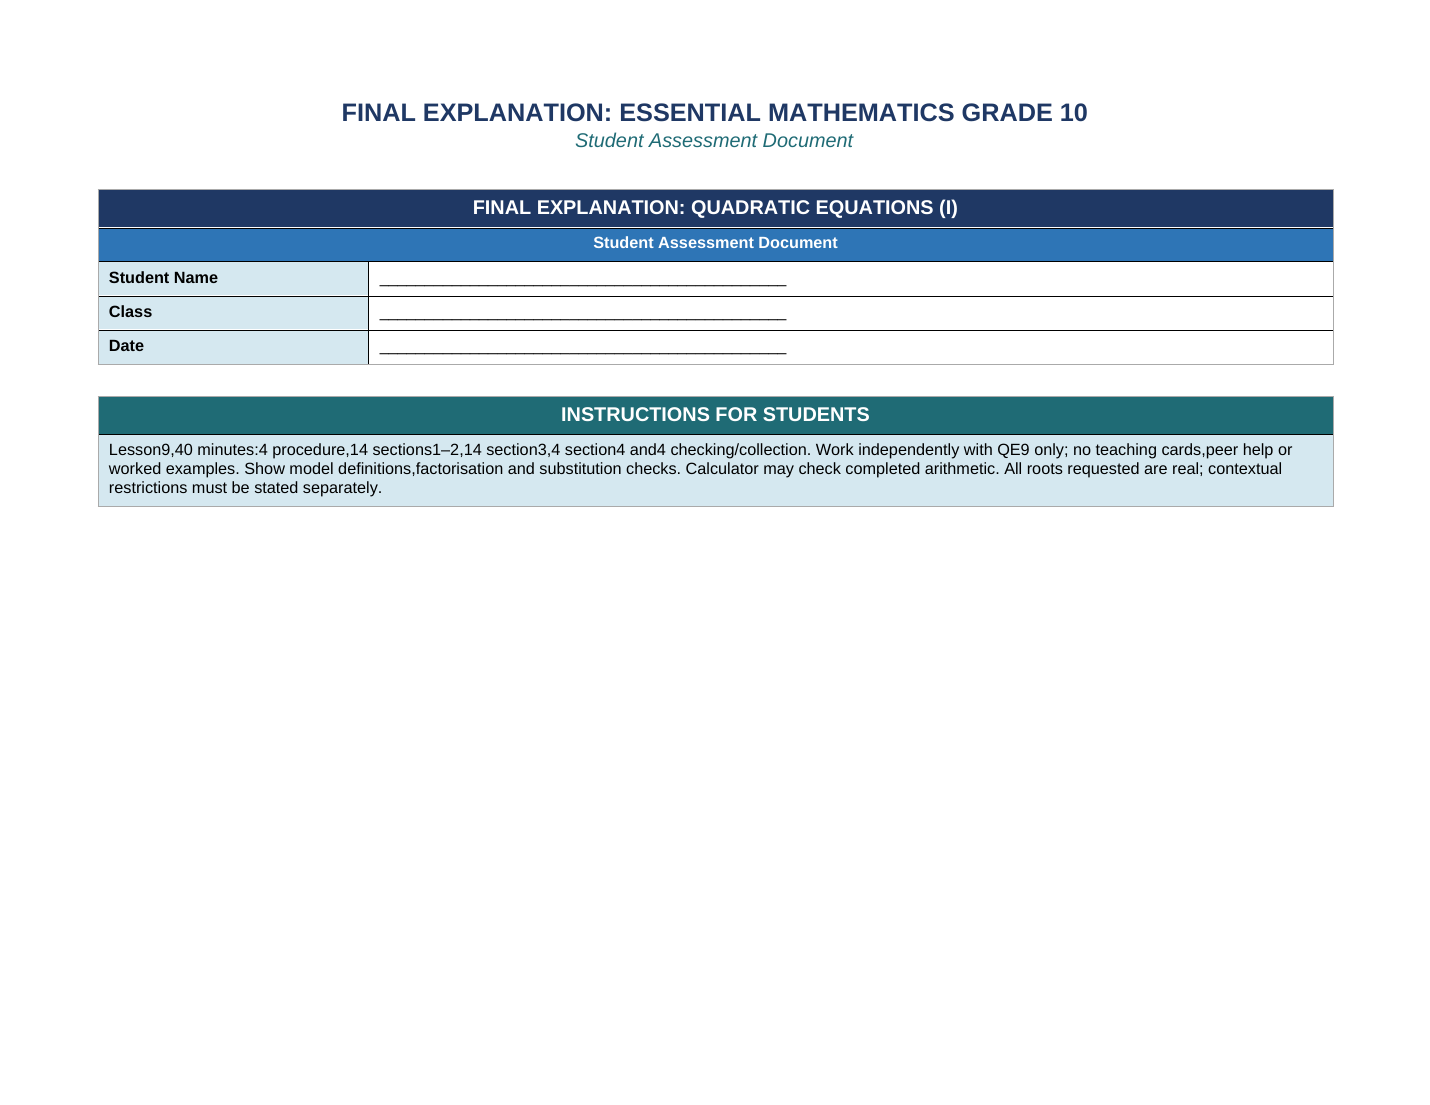 FINAL EXPLANATION: ESSENTIAL MATHEMATICS GRADE 10
Student Assessment Document
FINAL EXPLANATION: QUADRATIC EQUATIONS (I)
Student Assessment Document
Student Name ______________________________________________
Class ______________________________________________
Date ______________________________________________
INSTRUCTIONS FOR STUDENTS
Lesson9,40 minutes:4 procedure,14 sections1–2,14 section3,4 section4 and4 checking/collection. Work independently with QE9 only; no teaching cards,peer help or
worked examples. Show model definitions,factorisation and substitution checks. Calculator may check completed arithmetic. All roots requested are real; contextual
restrictions must be stated separately.